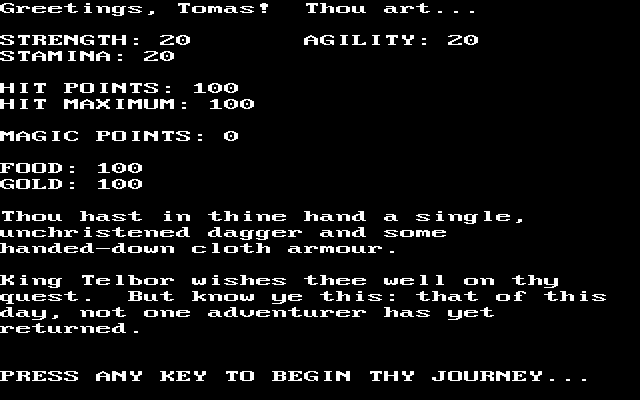 Greetings, Tomas!  Thou art...
STRENGTH: 20       AGILITY: 20
STAMINA: 20
HIT POINTS: 100
HIT MAXIMUM: 100
MAGIC POINTS: 0
FOOD: 100
GOLD: 100
Thou hast in thine hand a single,
unchristened dagger and some
handed-down cloth armour.
King Telbor wishes thee well on thy
quest.  But know ye this: that of this
day, not one adventurer has yet
returned.
PRESS ANY KEY TO BEGIN THY JOURNEY...